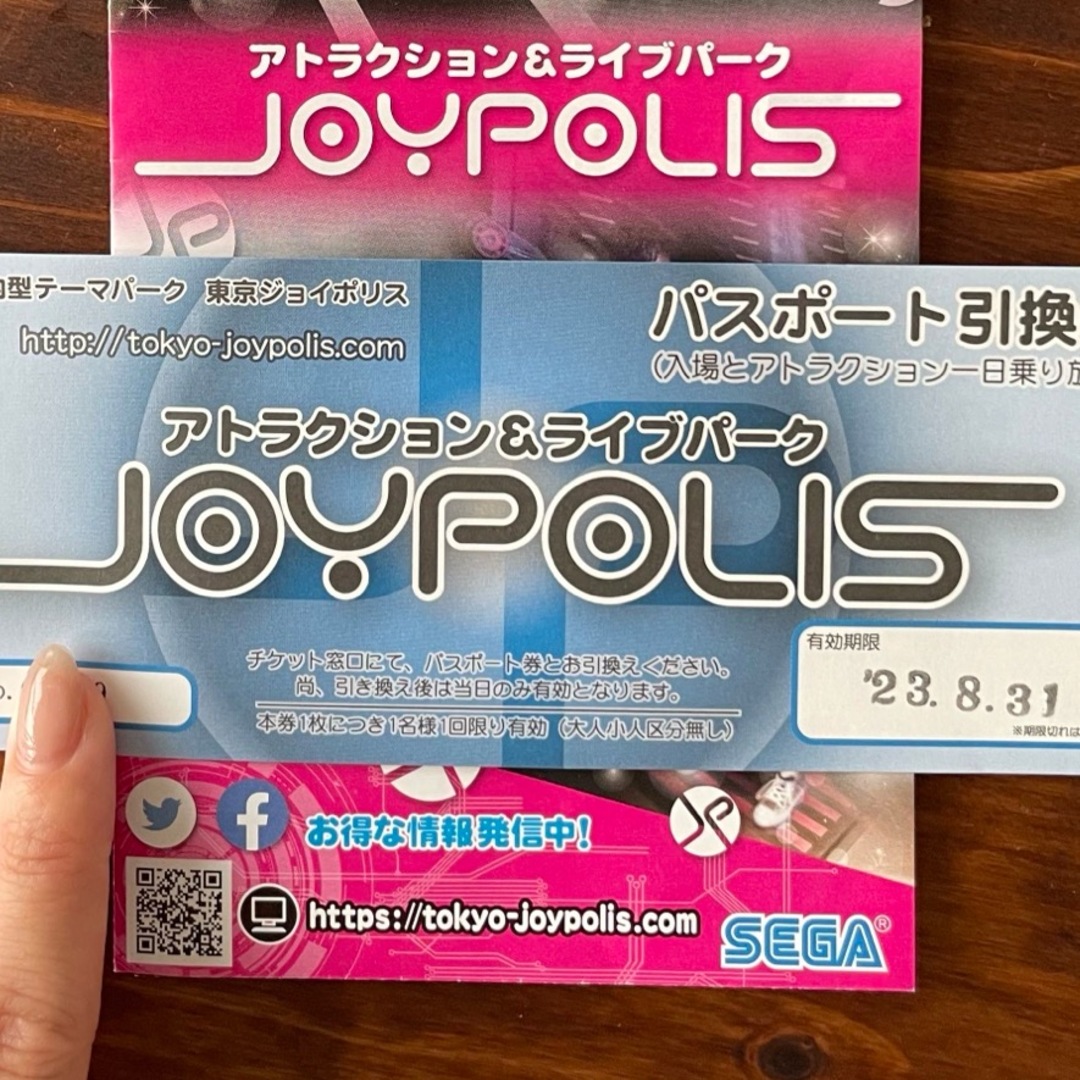 アトラクション&ライブパーク
JOYPOLIS
型テーマパーク 東京ジョイポリス
http://tokyo-joypolis.com
パスポート引換
(入場とアトラクション一日乗り放
アトラクション&ライブパーク
JOYPOLIS
チケット窓口にて、パスポート券とお引換えください。
尚、引き換え後は当日のみ有効となります。
本券1枚につき1名様1回限り有効(大人小人区分無し)
有効期限
'23. 8. 31
※期限切れは
お得な情報発信中!
https://tokyo-joypolis.com
SEGA®